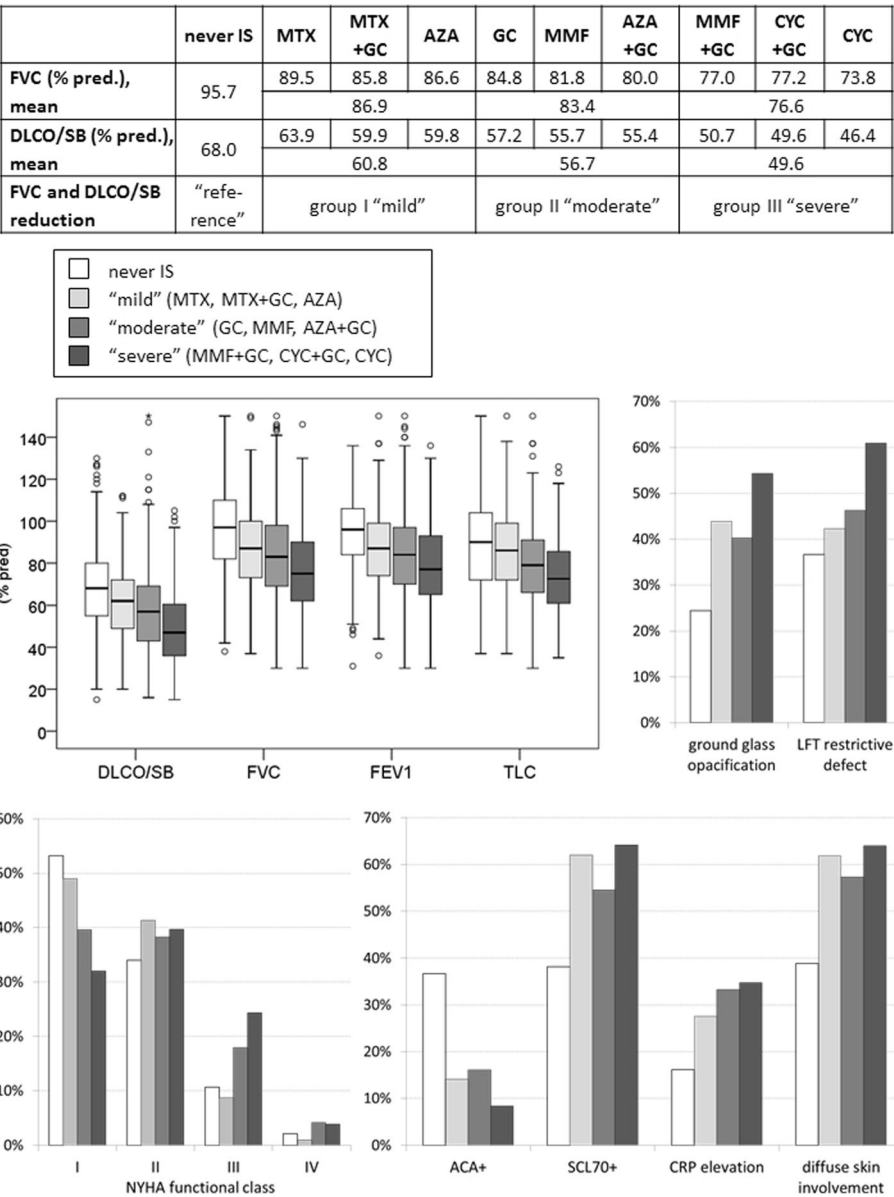 never IS MTX MTX +GC AZA GC MMF AZA +GC MMF +GC CYC +GC CYC
FVC (% pred.), mean 95.7 89.5 85.8 86.6 84.8 81.8 80.0 77.0 77.2 73.8
86.9 83.4 76.6
DLCO/SB (% pred.), mean 68.0 63.9 59.9 59.8 57.2 55.7 55.4 50.7 49.6 46.4
60.8 56.7 49.6
FVC and DLCO/SB reduction "refe-rence" group I "mild" group II "moderate" group III "severe"
never IS
"mild" (MTX, MTX+GC, AZA)
"moderate" (GC, MMF, AZA+GC)
"severe" (MMF+GC, CYC+GC, CYC)
(% pred)
140
120
100
80
60
40
20
0
DLCO/SB FVC FEV1 TLC
70%
60%
50%
40%
30%
20%
10%
0%
ground glass opacification
LFT restrictive defect
60%
50%
40%
30%
20%
10%
0%
I II III IV
NYHA functional class
70%
60%
50%
40%
30%
20%
10%
0%
ACA+ SCL70+ CRP elevation diffuse skin involvement